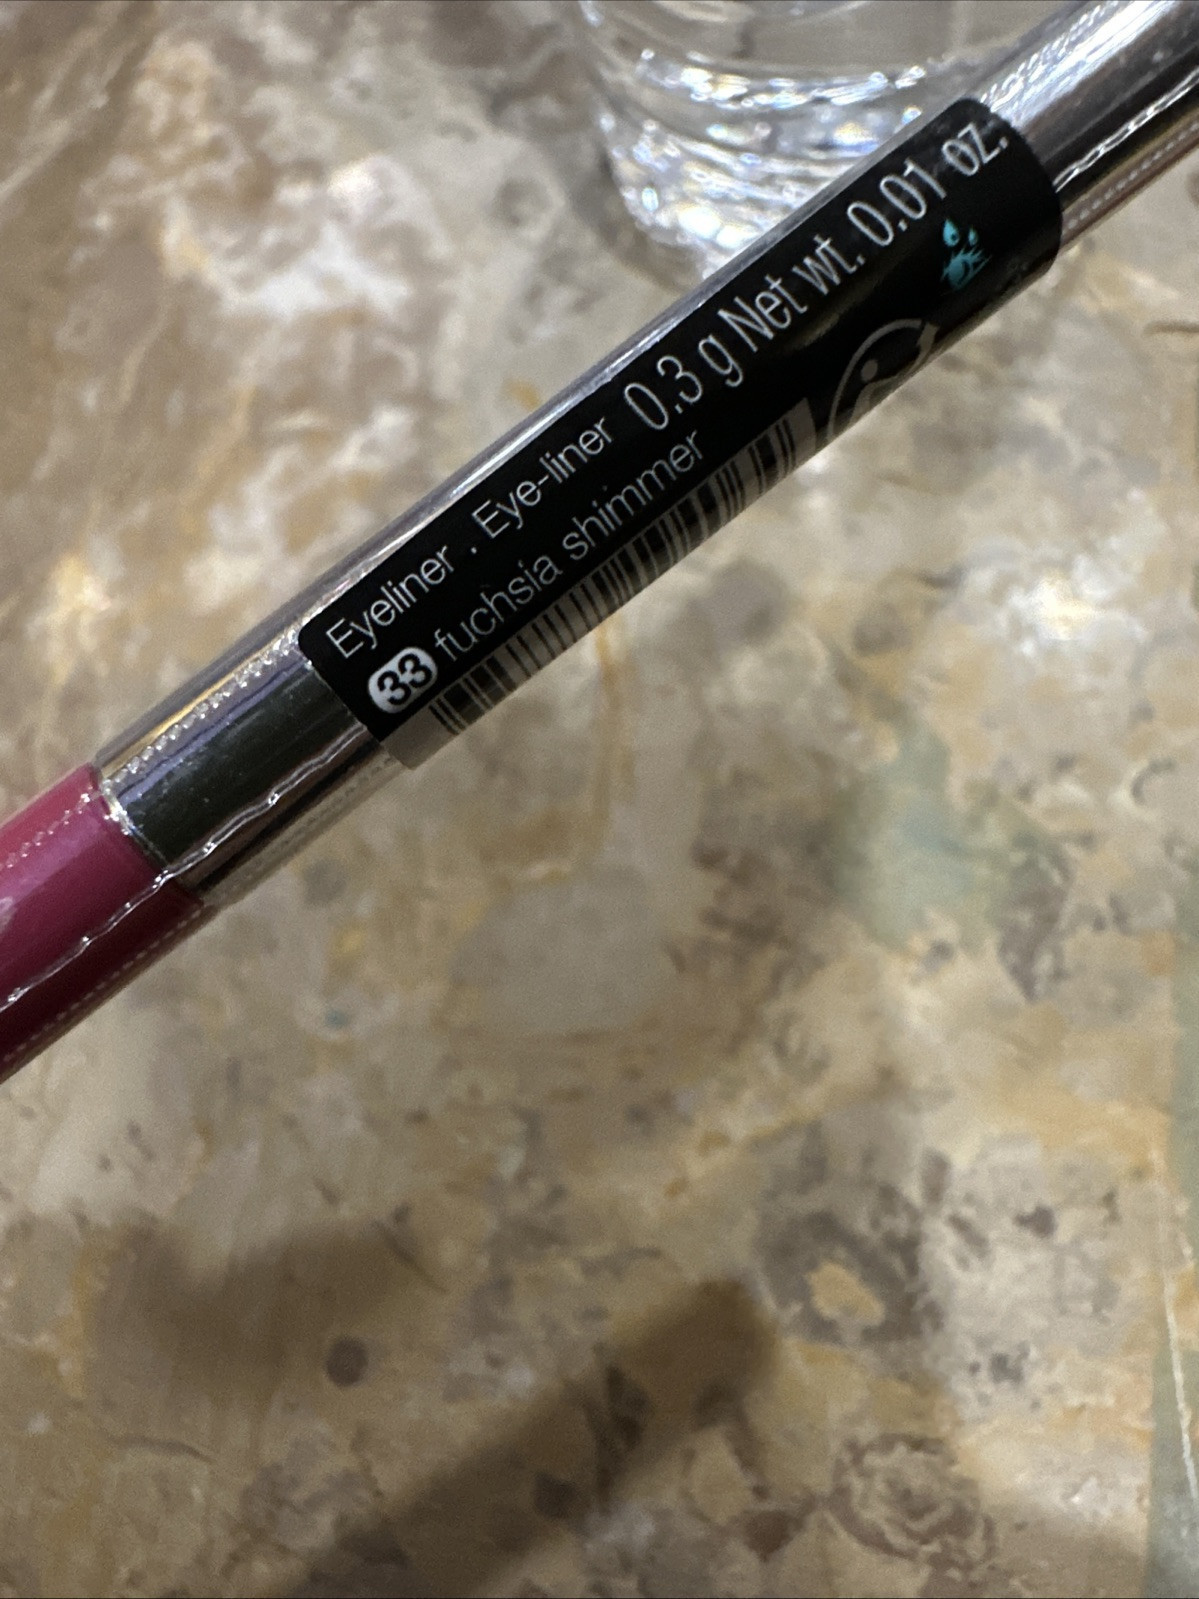 Eyeliner . Eye-liner 0.3 g Net wt. 0.01 oz.
33 fuchsia shimmer